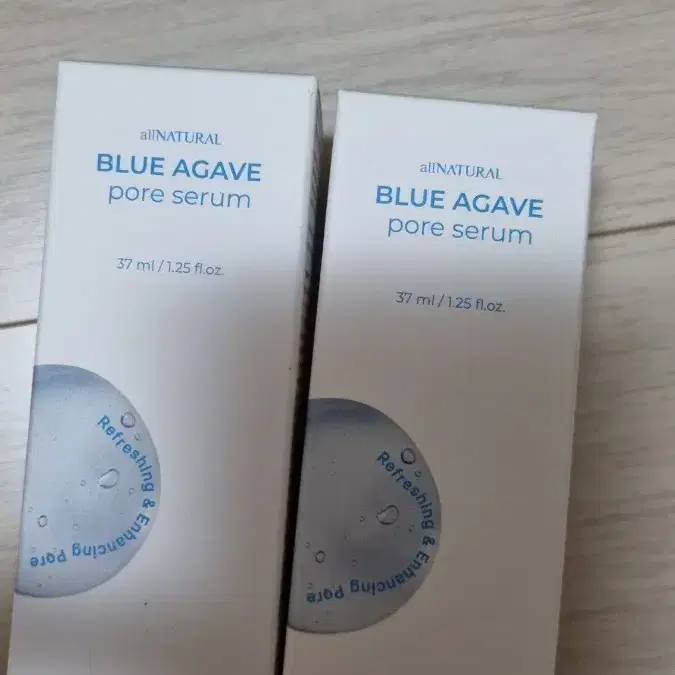 allNATURAL
BLUE AGAVE
pore serum
37 ml / 1.25 fl.oz.
Refreshing & Enhancing Pore
allNATURAL
BLUE AGAVE
pore serum
37 ml / 1.25 fl.oz.
Refreshing & Enhancing Pore